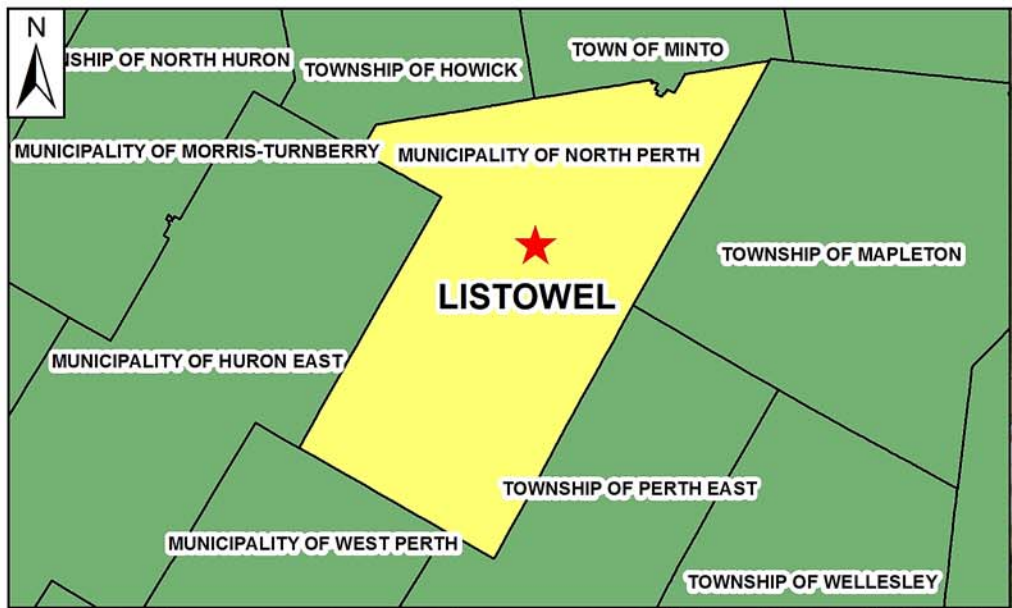 N
TOWN OF MINTO
NSHIP OF NORTH HURON
TOWNSHIP OF HOWICK
MUNICIPALITY OF MORRIS-TURNBERRY
MUNICIPALITY OF NORTH PERTH
TOWNSHIP OF MAPLETON
LISTOWEL
MUNICIPALITY OF HURON EAST
TOWNSHIP OF PERTH EAST
MUNICIPALITY OF WEST PERTH
TOWNSHIP OF WELLESLEY